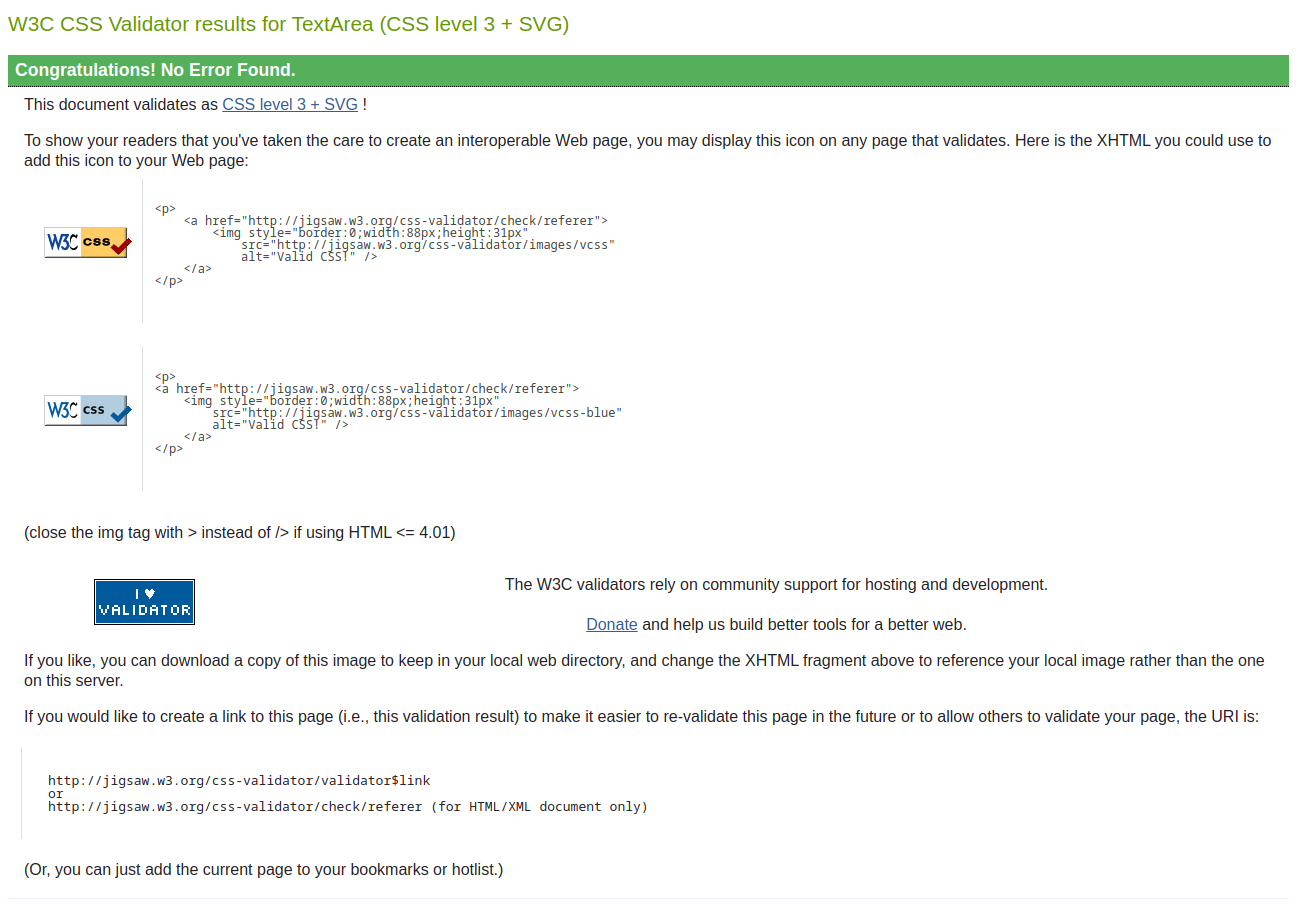 W3C CSS Validator results for TextArea (CSS level 3 + SVG)
Congratulations! No Error Found.
This document validates as CSS level 3 + SVG !
To show your readers that you've taken the care to create an interoperable Web page, you may display this icon on any page that validates. Here is the XHTML you could use to
add this icon to your Web page:
W3C css
<p>
    <a href="http://jigsaw.w3.org/css-validator/check/referer">
        <img style="border:0;width:88px;height:31px"
            src="http://jigsaw.w3.org/css-validator/images/vcss"
            alt="Valid CSS!" />
    </a>
</p>
W3C css
<p>
<a href="http://jigsaw.w3.org/css-validator/check/referer">
    <img style="border:0;width:88px;height:31px"
        src="http://jigsaw.w3.org/css-validator/images/vcss-blue"
        alt="Valid CSS!" />
    </a>
</p>
(close the img tag with > instead of /> if using HTML <= 4.01)
I ♥
VALIDATOR
The W3C validators rely on community support for hosting and development.
Donate and help us build better tools for a better web.
If you like, you can download a copy of this image to keep in your local web directory, and change the XHTML fragment above to reference your local image rather than the one
on this server.
If you would like to create a link to this page (i.e., this validation result) to make it easier to re-validate this page in the future or to allow others to validate your page, the URI is:
http://jigsaw.w3.org/css-validator/validator$link
or
http://jigsaw.w3.org/css-validator/check/referer (for HTML/XML document only)
(Or, you can just add the current page to your bookmarks or hotlist.)